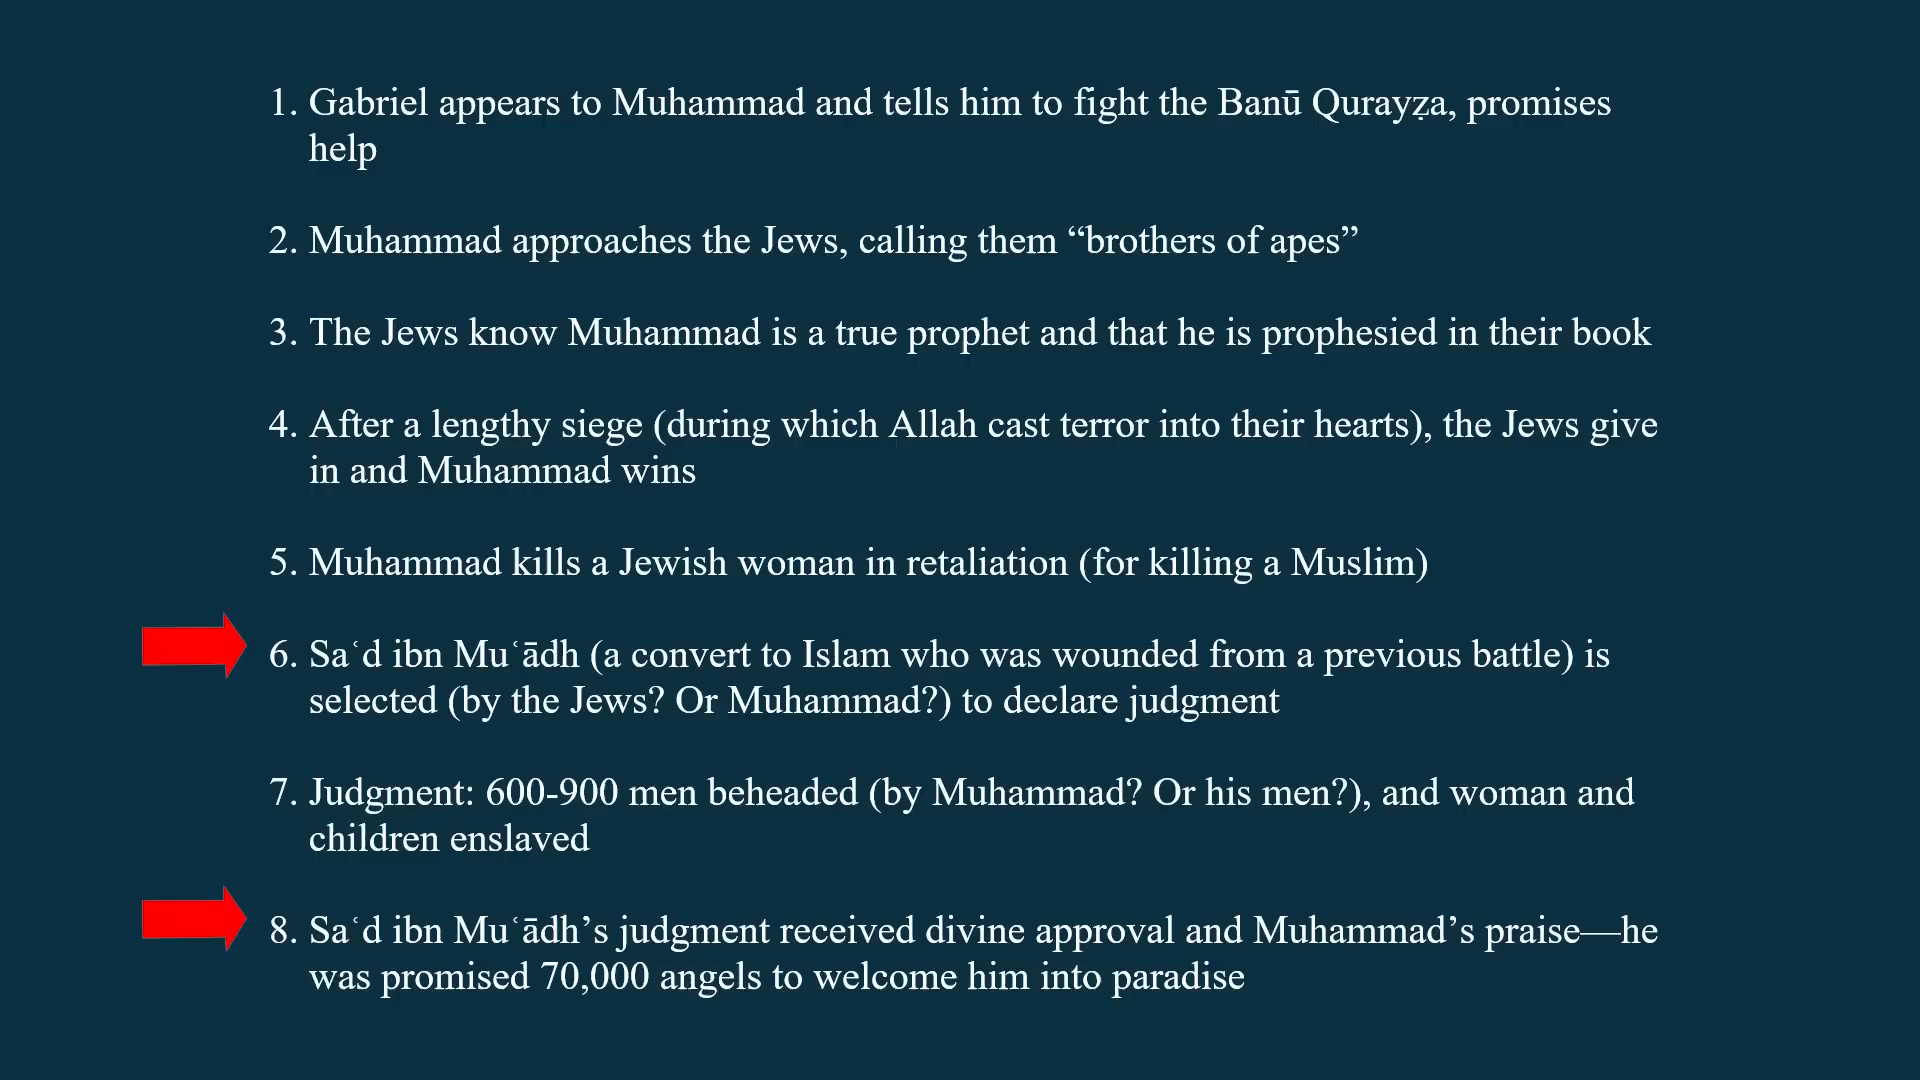 1. Gabriel appears to Muhammad and tells him to fight the Banū Qurayẓa, promises
help
2. Muhammad approaches the Jews, calling them “brothers of apes”
3. The Jews know Muhammad is a true prophet and that he is prophesied in their book
4. After a lengthy siege (during which Allah cast terror into their hearts), the Jews give
in and Muhammad wins
5. Muhammad kills a Jewish woman in retaliation (for killing a Muslim)
6. Saʿd ibn Muʿādh (a convert to Islam who was wounded from a previous battle) is
selected (by the Jews? Or Muhammad?) to declare judgment
7. Judgment: 600-900 men beheaded (by Muhammad? Or his men?), and woman and
children enslaved
8. Saʿd ibn Muʿādh’s judgment received divine approval and Muhammad’s praise—he
was promised 70,000 angels to welcome him into paradise